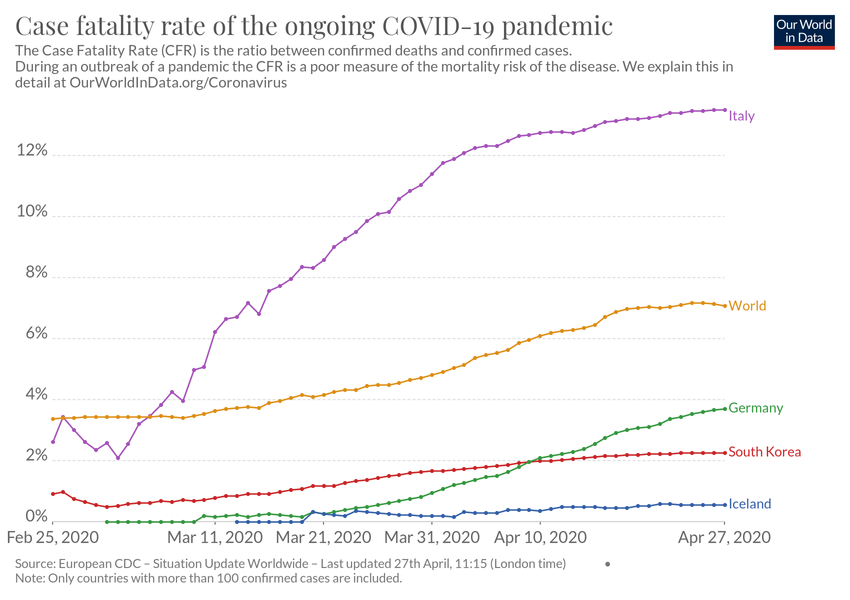 Case fatality rate of the ongoing COVID-19 pandemic
Our World
in Data
The Case Fatality Rate (CFR) is the ratio between confirmed deaths and confirmed cases.
During an outbreak of a pandemic the CFR is a poor measure of the mortality risk of the disease. We explain this in
detail at OurWorldInData.org/Coronavirus
Italy
12%
10%
8%
World
6%
4%
Germany
2%
South Korea
Iceland
0%
Feb 25, 2020
Mar 11, 2020
Mar 21, 2020
Mar 31, 2020
Apr 10, 2020
Apr 27, 2020
Source: European CDC – Situation Update Worldwide – Last updated 27th April, 11:15 (London time)
Note: Only countries with more than 100 confirmed cases are included.